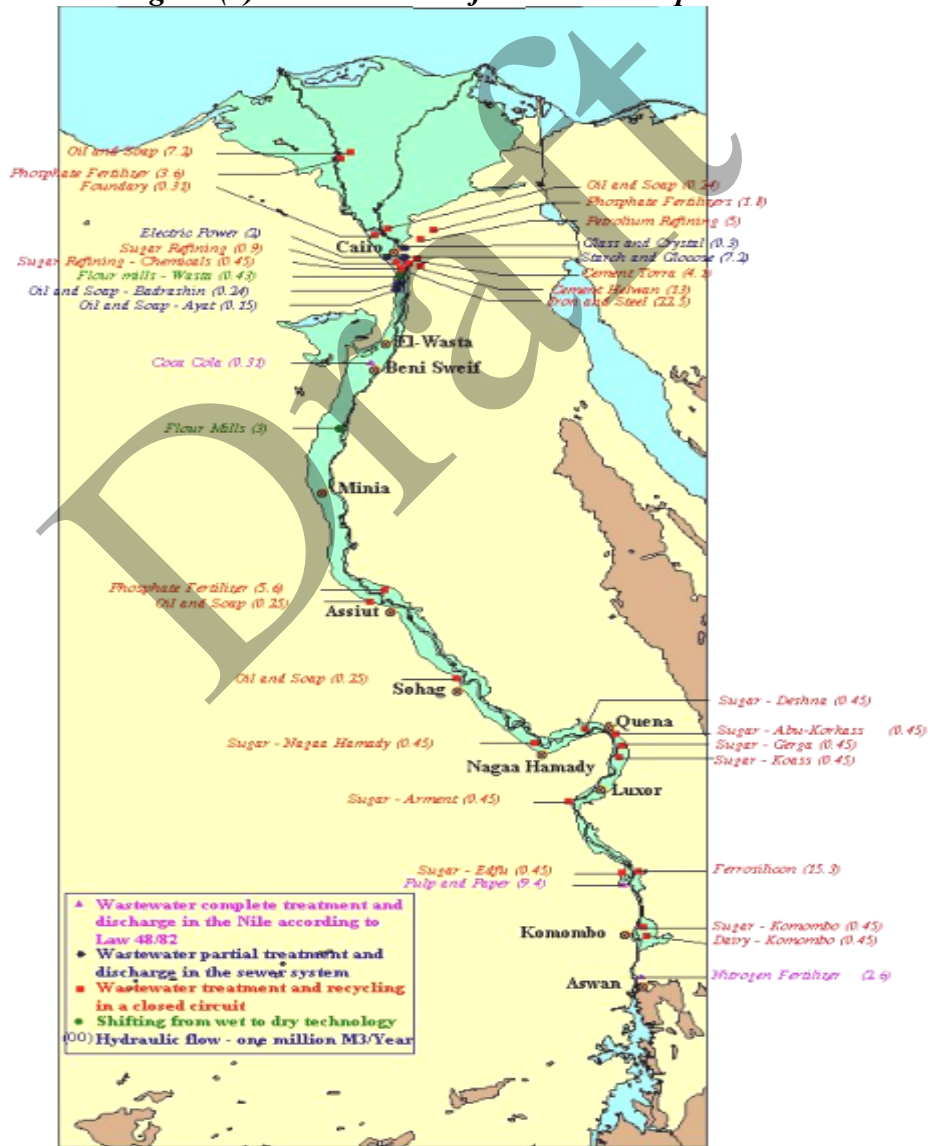 Oil and Soap (7.2)
Phosphate Fertilizer (3.6)
Foundary (0.31)
Oil and Soap (0.24)
Phosphate Fertilizers (1.8)
Petrolium Refining (5)
Electric Power (2)
Cairo
Glass and Crystal (0.3)
Sugar Refining (0.9)
Starch and Glocose (7.2)
Sugar Refining - Chemicals (0.45)
Cement Torra
Flour mills - Wasta (0.43)
Oil and Soap - Badrashin (0.24)
Cement Helwan (13)
Oil and Soap - Ayat (0.15)
Iron and Steel (22.5)
El-Wasta
Coca Cola (0.31)
Beni Sweif
Flour Mills (3)
Minia
Phosphate Fertilizer (5.6)
Oil and Soap (0.25)
Assiut
Oil and Soap (0.25)
Sohag
Sugar - Deshna (0.45)
Quena
Sugar - Abu-Korkass (0.45)
Sugar - Nagaa Hamady (0.45)
Sugar - Gerga (0.45)
Sugar - Koass (0.45)
Nagaa Hamady
Luxor
Sugar - Arment (0.45)
Sugar - Edfu (0.45)
Ferrosilicon (15.3)
Pulp and Paper (9.4)
Sugar - Komombo (0.45)
Komombo
Dairy - Komombo (0.45)
Nitrogen Fertilizer (2.6)
Aswan
Wastewater complete treatment and
discharge in the Nile according to
Law 48/82
Wastewater partial treatment and
discharge in the sewer system
Wastewater treatment and recycling
in a closed circuit
Shifting from wet to dry technology
(00) Hydraulic flow - one million M3/Year
Draft